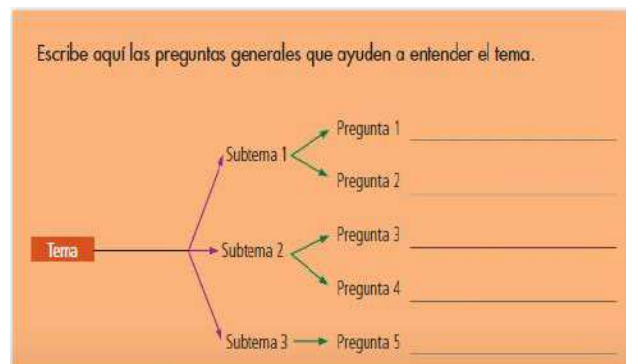 Escribe aquí las preguntas generales que ayuden a entender el tema.
Pregunta 1
Subtema 1
Pregunta 2
Pregunta 3
Tema
Subtema 2
Pregunta 4
Subtema 3
Pregunta 5